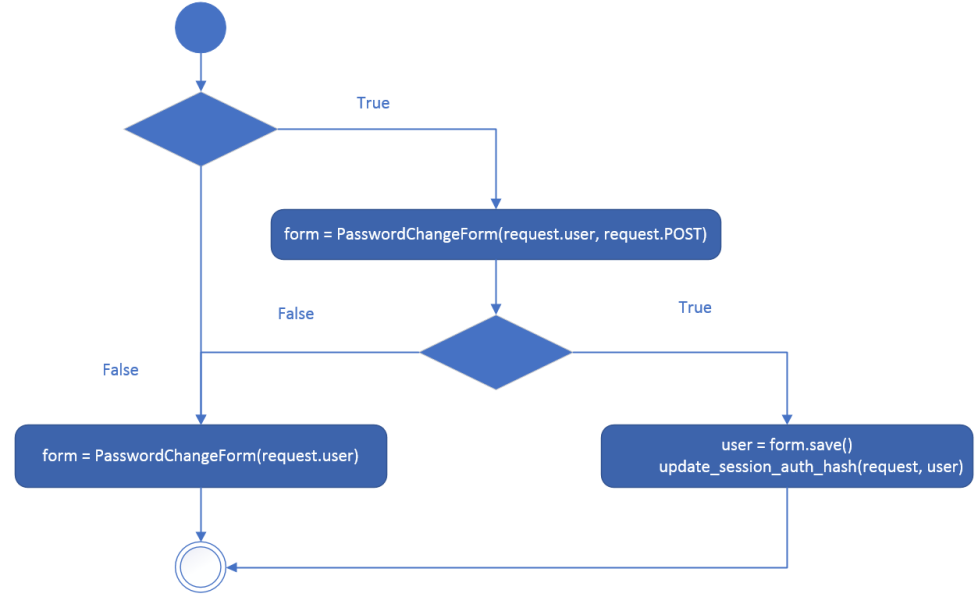 True
form = PasswordChangeForm(request.user, request.POST)
False
True
False
form = PasswordChangeForm(request.user)
user = form.save()
update_session_auth_hash(request, user)